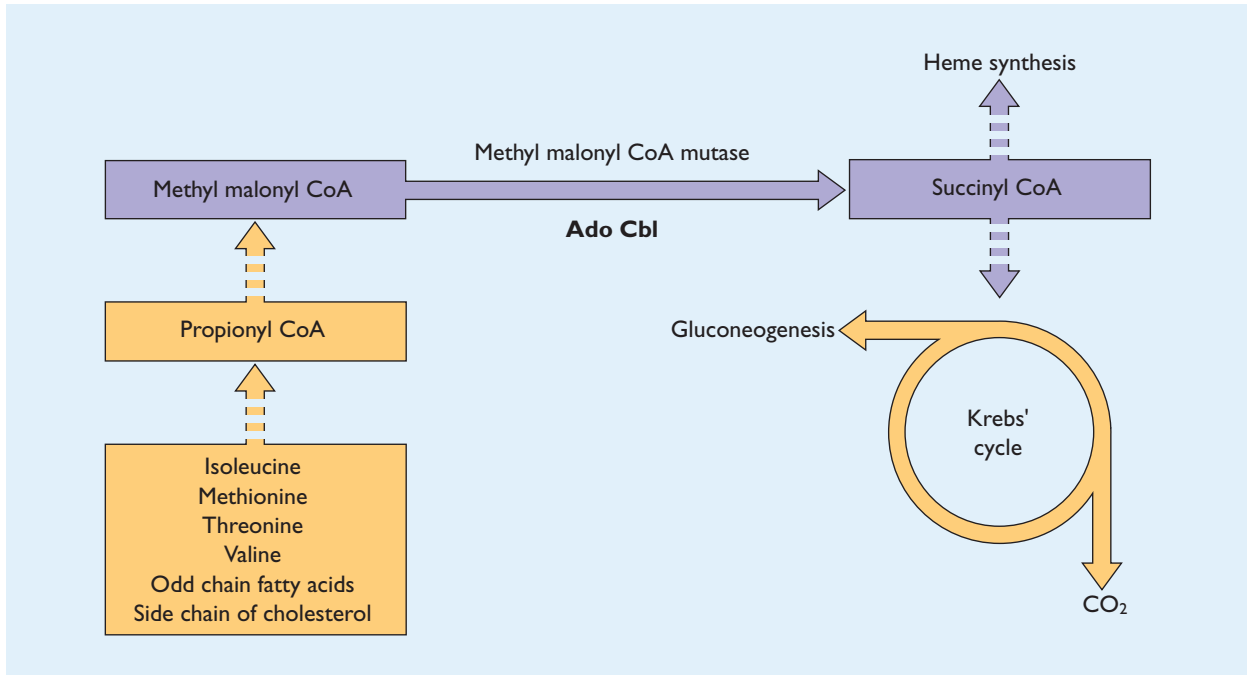 Heme synthesis
Methyl malonyl CoA mutase
Methyl malonyl CoA
Succinyl CoA
Ado Cbl
Propionyl CoA
Gluconeogenesis
Krebs'
cycle
Isoleucine
Methionine
Threonine
Valine
Odd chain fatty acids
Side chain of cholesterol
CO₂